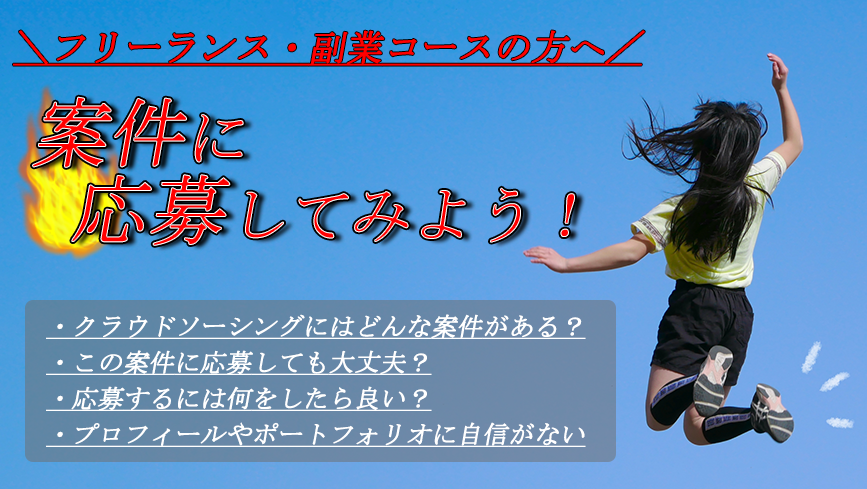 ＼フリーランス・副業コースの方へ／
案件に
応募してみよう！
・クラウドソーシングにはどんな案件がある？
・この案件に応募しても大丈夫？
・応募するには何をしたら良い？
・プロフィールやポートフォリオに自信がない